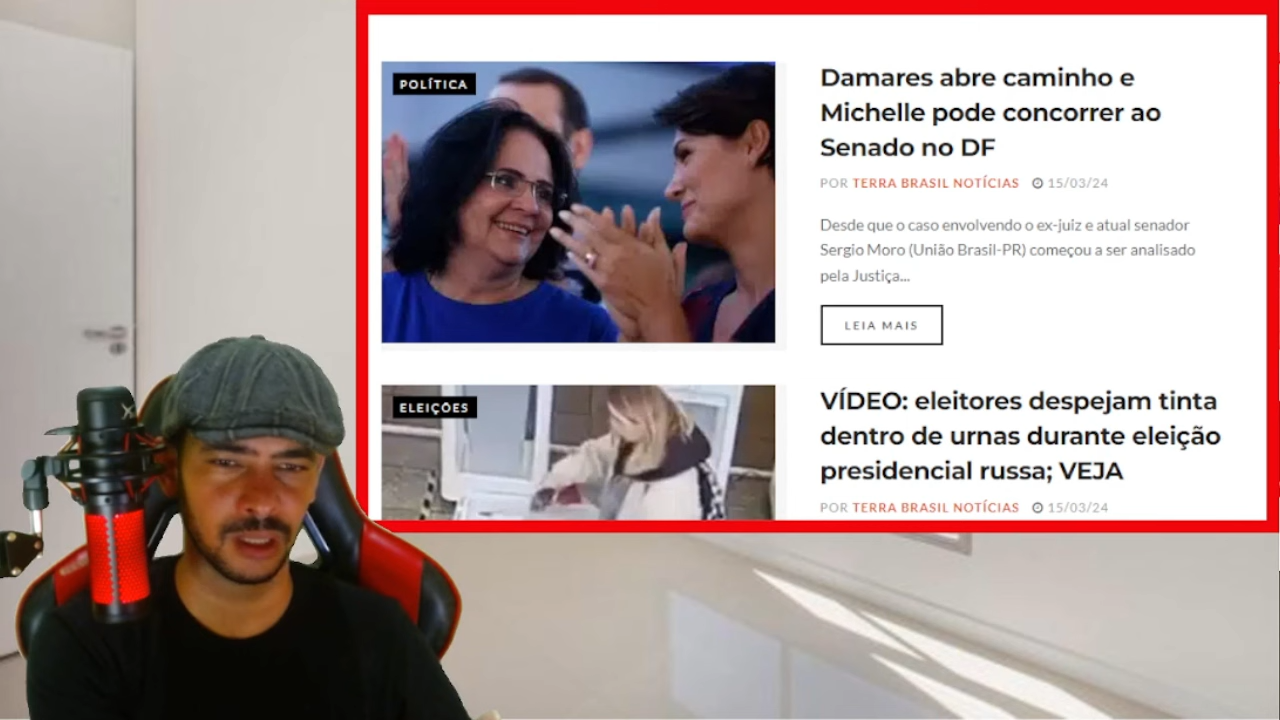 POLÍTICA
Damares abre caminho e
Michelle pode concorrer ao
Senado no DF
POR TERRA BRASIL NOTÍCIAS 15/03/24
Desde que o caso envolvendo o ex-juiz e atual senador
Sergio Moro (União Brasil-PR) começou a ser analisado
pela Justiça...
LEIA MAIS
ELEIÇÕES
VÍDEO: eleitores despejam tinta
dentro de urnas durante eleição
presidencial russa; VEJA
POR TERRA BRASIL NOTÍCIAS 15/03/24